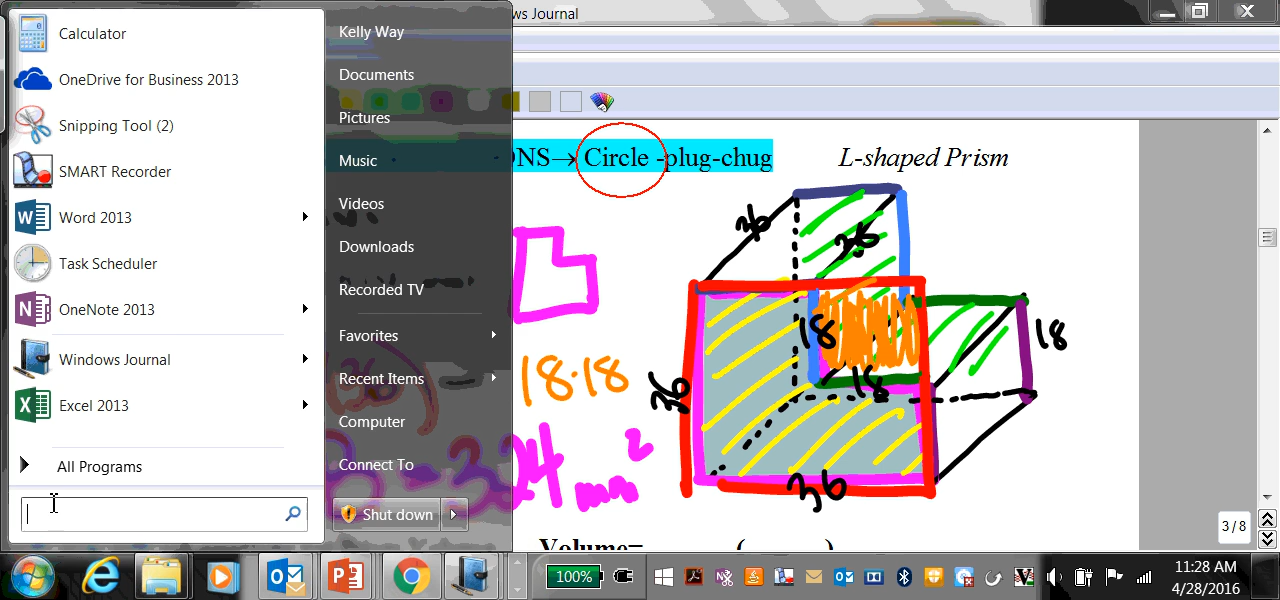 ws Journal
Calculator
OneDrive for Business 2013
Snipping Tool (2)
SMART Recorder
Word 2013
Task Scheduler
OneNote 2013
Windows Journal
Excel 2013
All Programs
Kelly Way
Documents
Pictures
Music
Videos
Downloads
Recorded TV
Favorites
Recent Items
Computer
Connect To
Shut down
ONS→ Circle -plug-chug
L-shaped Prism
36
36
18
18
18
36
36
18·18
324 mm²
Volume=
(
)
3 / 8
100%
11:28 AM
4/28/2016